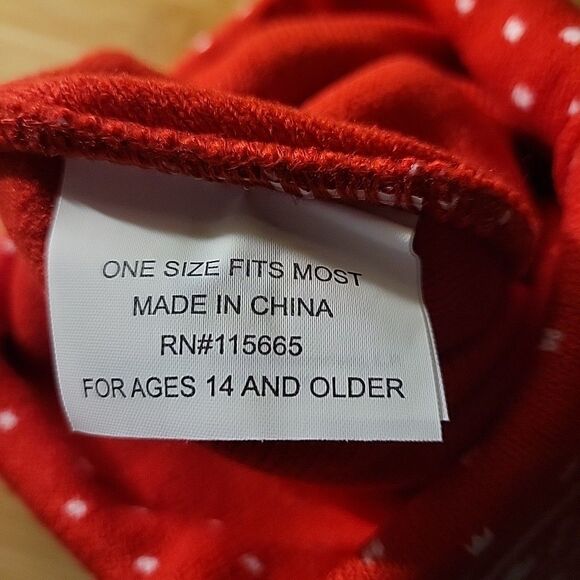 ONE SIZE FITS MOST
MADE IN CHINA
RN#115665
FOR AGES 14 AND OLDER